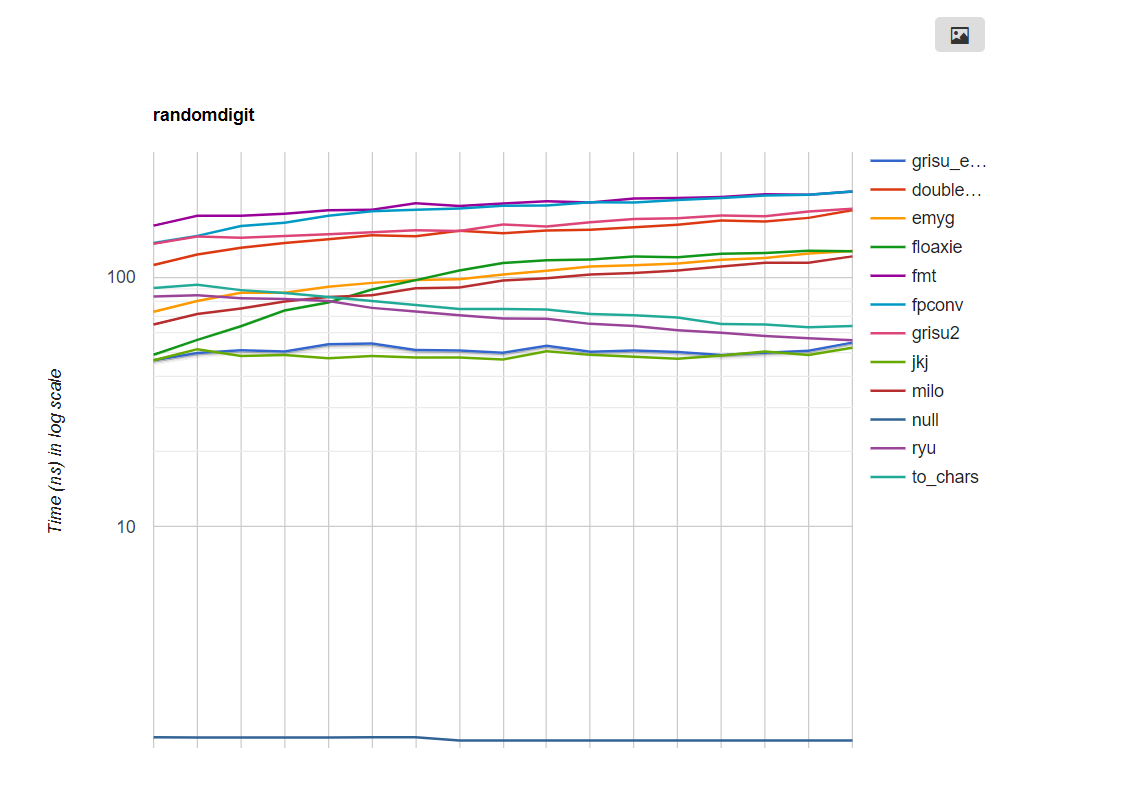 randomdigit
grisu_e...
double...
emyg
floaxie
fmt
fpconv
grisu2
jkj
milo
null
ryu
to_chars
100
10
Time (ns) in log scale